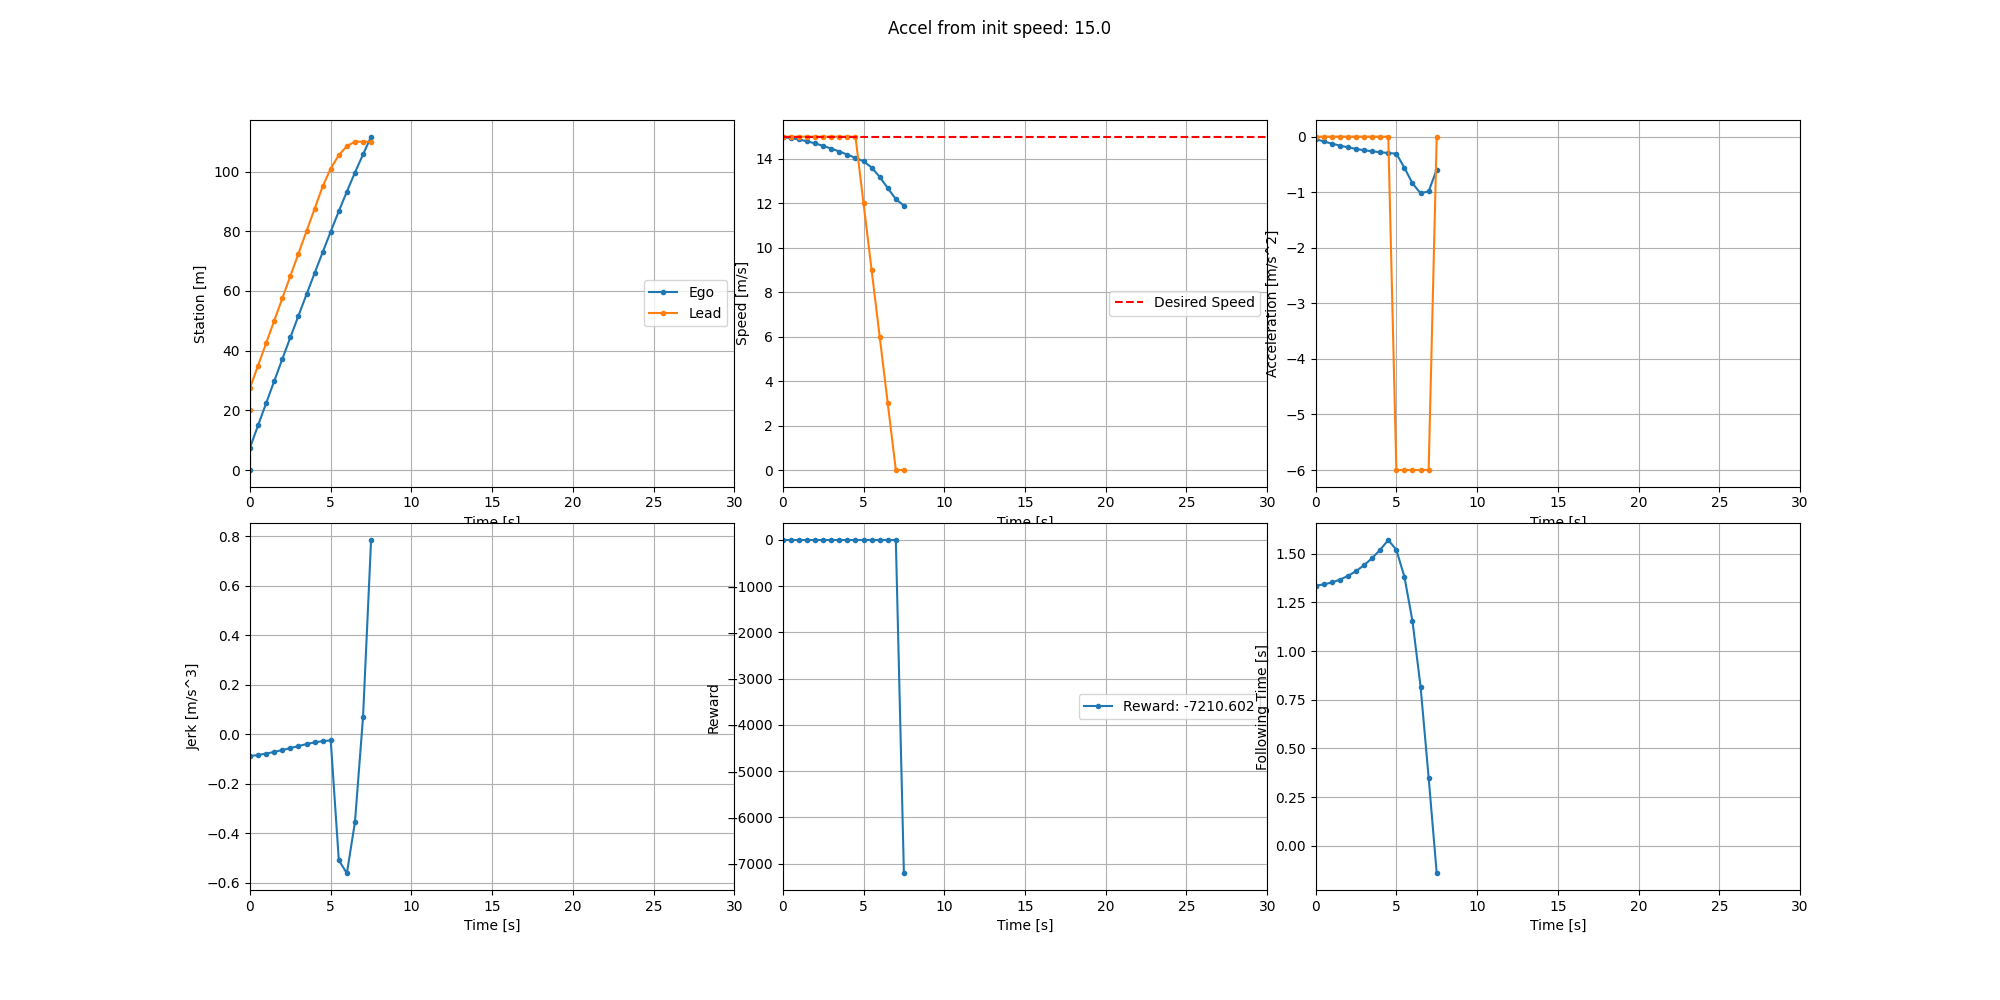 Accel from init speed: 15.0
Station [m]
100
80
60
40
20
0
Ego
Lead
0 5 10 15 20 25 30
Time [s]
Speed [m/s]
14
12
10
8
6
4
2
0
Desired Speed
0 5 10 15 20 25 30
Time [s]
Acceleration [m/s^2]
0
−1
−2
−3
−4
−5
−6
0 5 10 15 20 25 30
Time [s]
Jerk [m/s^3]
0.8
0.6
0.4
0.2
0.0
−0.2
−0.4
−0.6
0 5 10 15 20 25 30
Time [s]
Reward
0
−1000
−2000
−3000
−4000
−5000
−6000
−7000
Reward: -7210.602
0 5 10 15 20 25 30
Time [s]
Following Time [s]
1.50
1.25
1.00
0.75
0.50
0.25
0.00
0 5 10 15 20 25 30
Time [s]